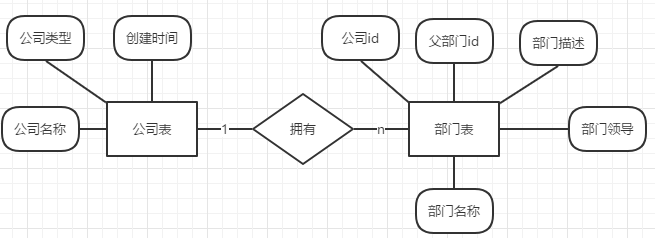 公司类型
创建时间
公司id
父部门id
部门描述
公司名称
公司表
1
拥有
n
部门表
部门领导
部门名称